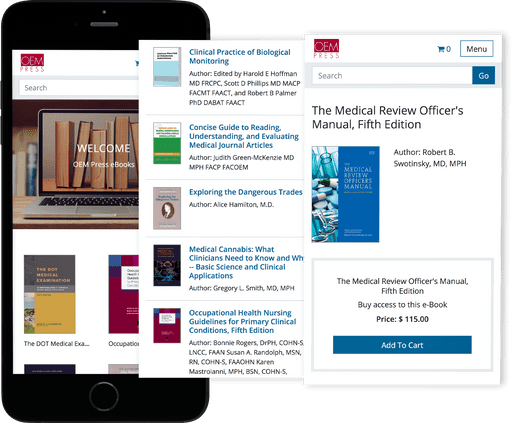 OEM
PRESS
Search
WELCOME
OEM Press eBooks
THE DOT
MEDICAL
EXAMINATION
The DOT Medical Exa...
Occupation
Clinical Practice of Biological
Monitoring
Author: Edited by Harold E Hoffman
MD FRCPC, Scott D Phillips MD MACP
FACMT FAACT, and Robert B Palmer
PhD DABAT FAACT
Concise Guide to Reading,
Understanding, and Evaluating
Medical Journal Articles
Author: Judith Green-McKenzie MD
MPH FACP FACOEM
Exploring the Dangerous Trades
Author: Alice Hamilton, M.D.
Medical Cannabis: What
Clinicians Need to Know and Wh
-- Basic Science and Clinical
Applications
Author: Gregory L. Smith, MD, MPH
Occupational Health Nursing
Guidelines for Primary Clinical
Conditions, Fifth Edition
Author: Bonnie Rogers, DrPH, COHN-S,
LNCC, FAAN Susan A. Randolph, MSN,
RN, COHN-S, FAAOHN Karen
Mastroianni, MPH, BSN, COHN-S,
OEM
PRESS
0
Menu
Search
Go
The Medical Review Officer's
Manual, Fifth Edition
MEDICAL
REVIEW
OFFICER'S
MANUAL
Author: Robert B.
Swotinsky, MD, MPH
The Medical Review Officer's Manual,
Fifth Edition
Buy access to this e-Book
Price: $ 115.00
Add To Cart